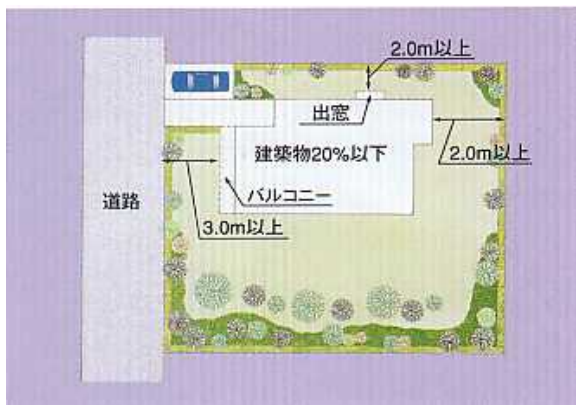 2.0m以上
出窓
建築物20%以下
2.0m以上
道路
バルコニー
3.0m以上